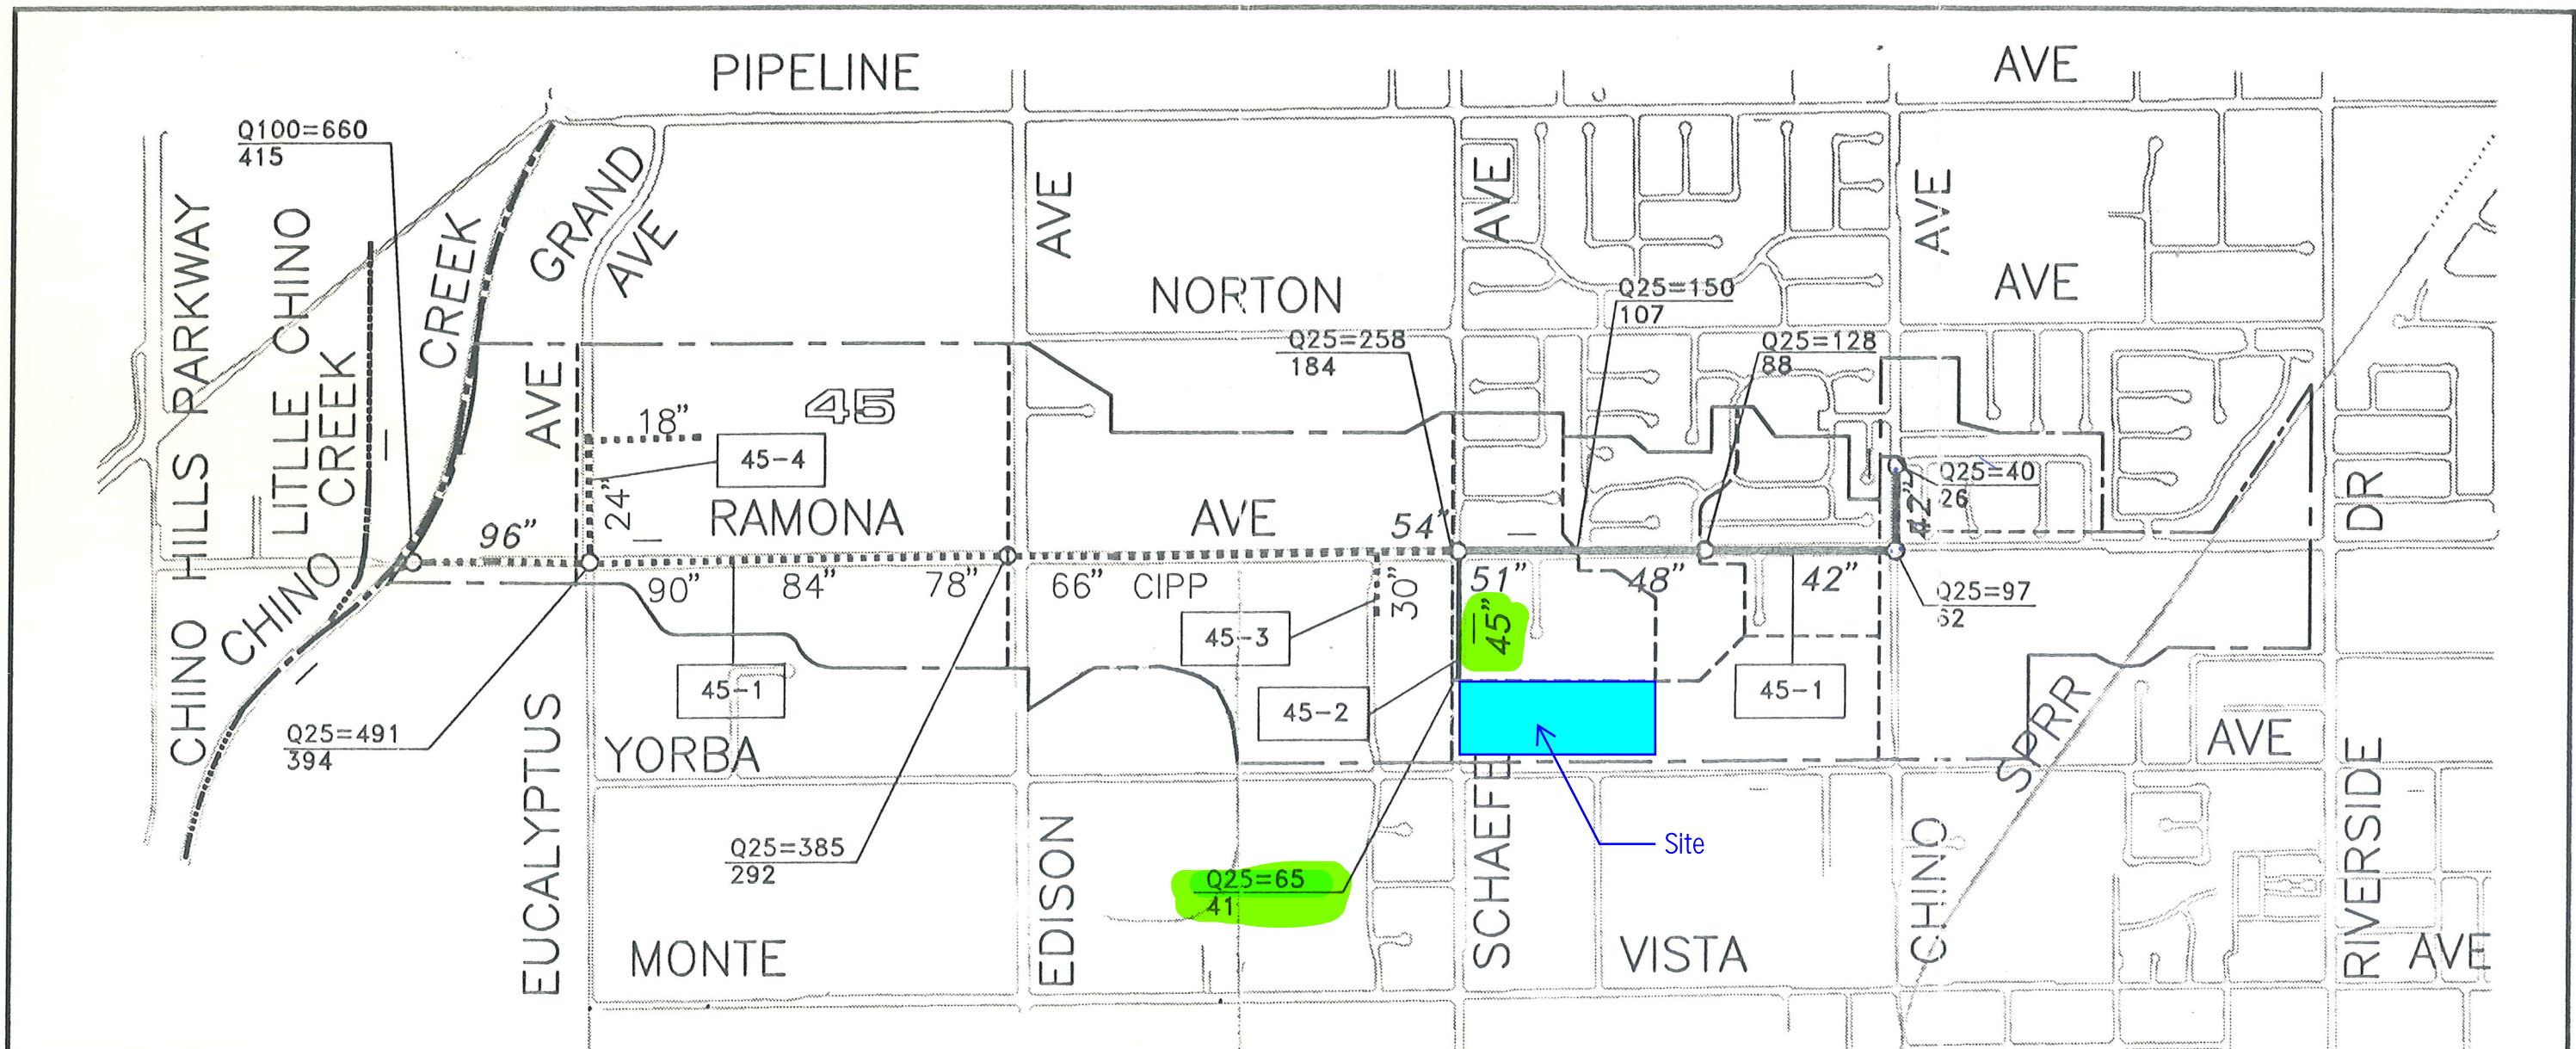 PIPELINE AVE
Q100=660
415
CHINO HILLS PARKWAY
LITLLE CHINO
CREEK
CREEK
CHINO
GRAND
AVE
AVE
AVE
AVE
NORTON AVE
Q25=150
107
Q25=258
184
Q25=128
88
45
18”
45-4
AVE
24”
RAMONA AVE
54”
Q25=40
26
42”
DR
96”
90”
84”
78”
66” CIPP
30”
51”
48”
42”
Q25=97
62
45”
45-3
45-1
45-2
45-1
Q25=491
394
EUCALYPTUS
YORBA AVE
SPRR
Site
Q25=385
292
EDISON
Q25=65
41
SCHAEFE
CHINO
RIVERSIDE
MONTE VISTA AVE